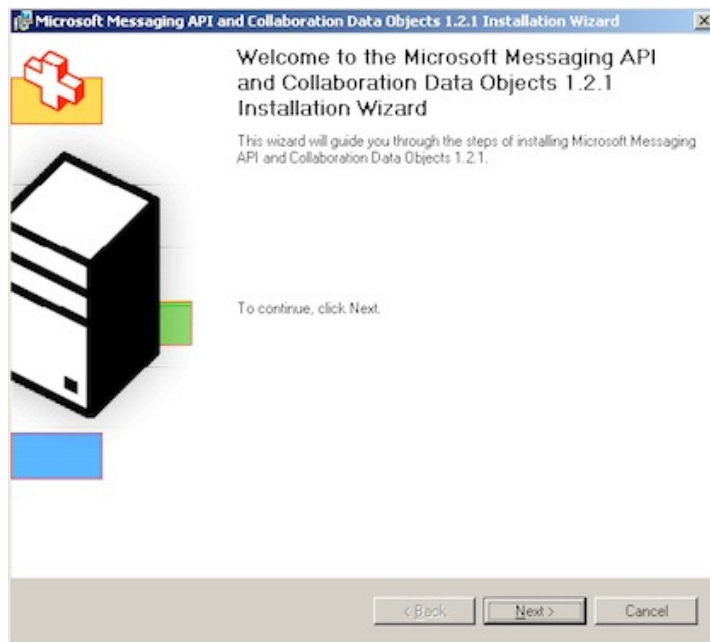 Microsoft Messaging API and Collaboration Data Objects 1.2.1 Installation Wizard
Welcome to the Microsoft Messaging API
and Collaboration Data Objects 1.2.1
Installation Wizard
This wizard will guide you through the steps of installing Microsoft Messaging
API and Collaboration Data Objects 1.2.1.
To continue, click Next.
< Back
Next >
Cancel